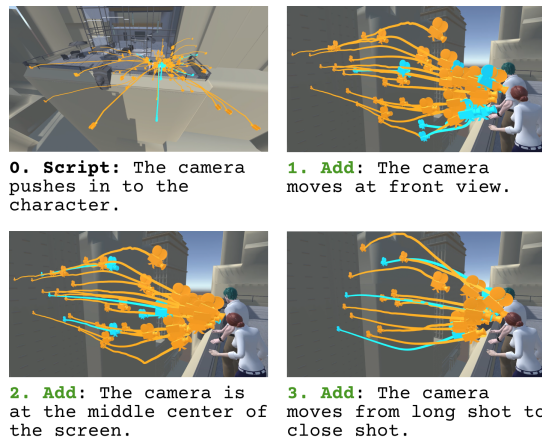 0. Script: The camera
pushes in to the
character.
1. Add: The camera
moves at front view.
2. Add: The camera is
at the middle center of
the screen.
3. Add: The camera
moves from long shot to
close shot.